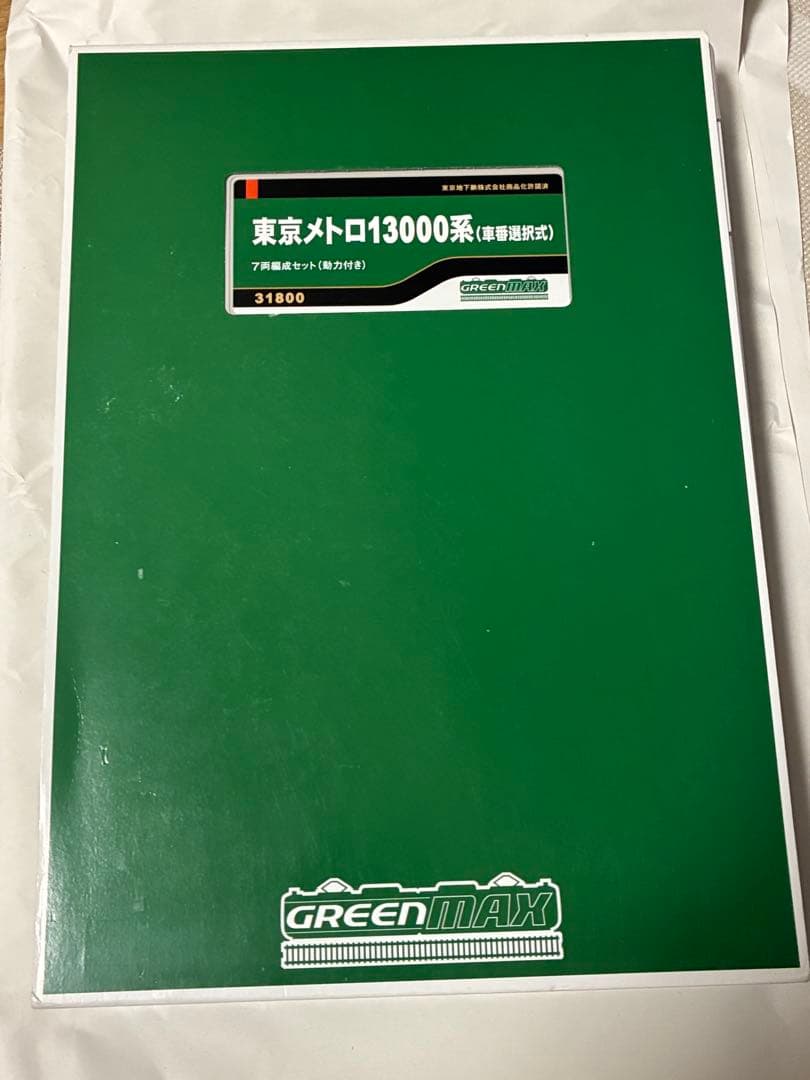 東京地下鉄株式会社商品化許諾済
東京メトロ13000系(車番選択式)
7両編成セット(動力付き)
31800
GREENMAX
GREENMAX